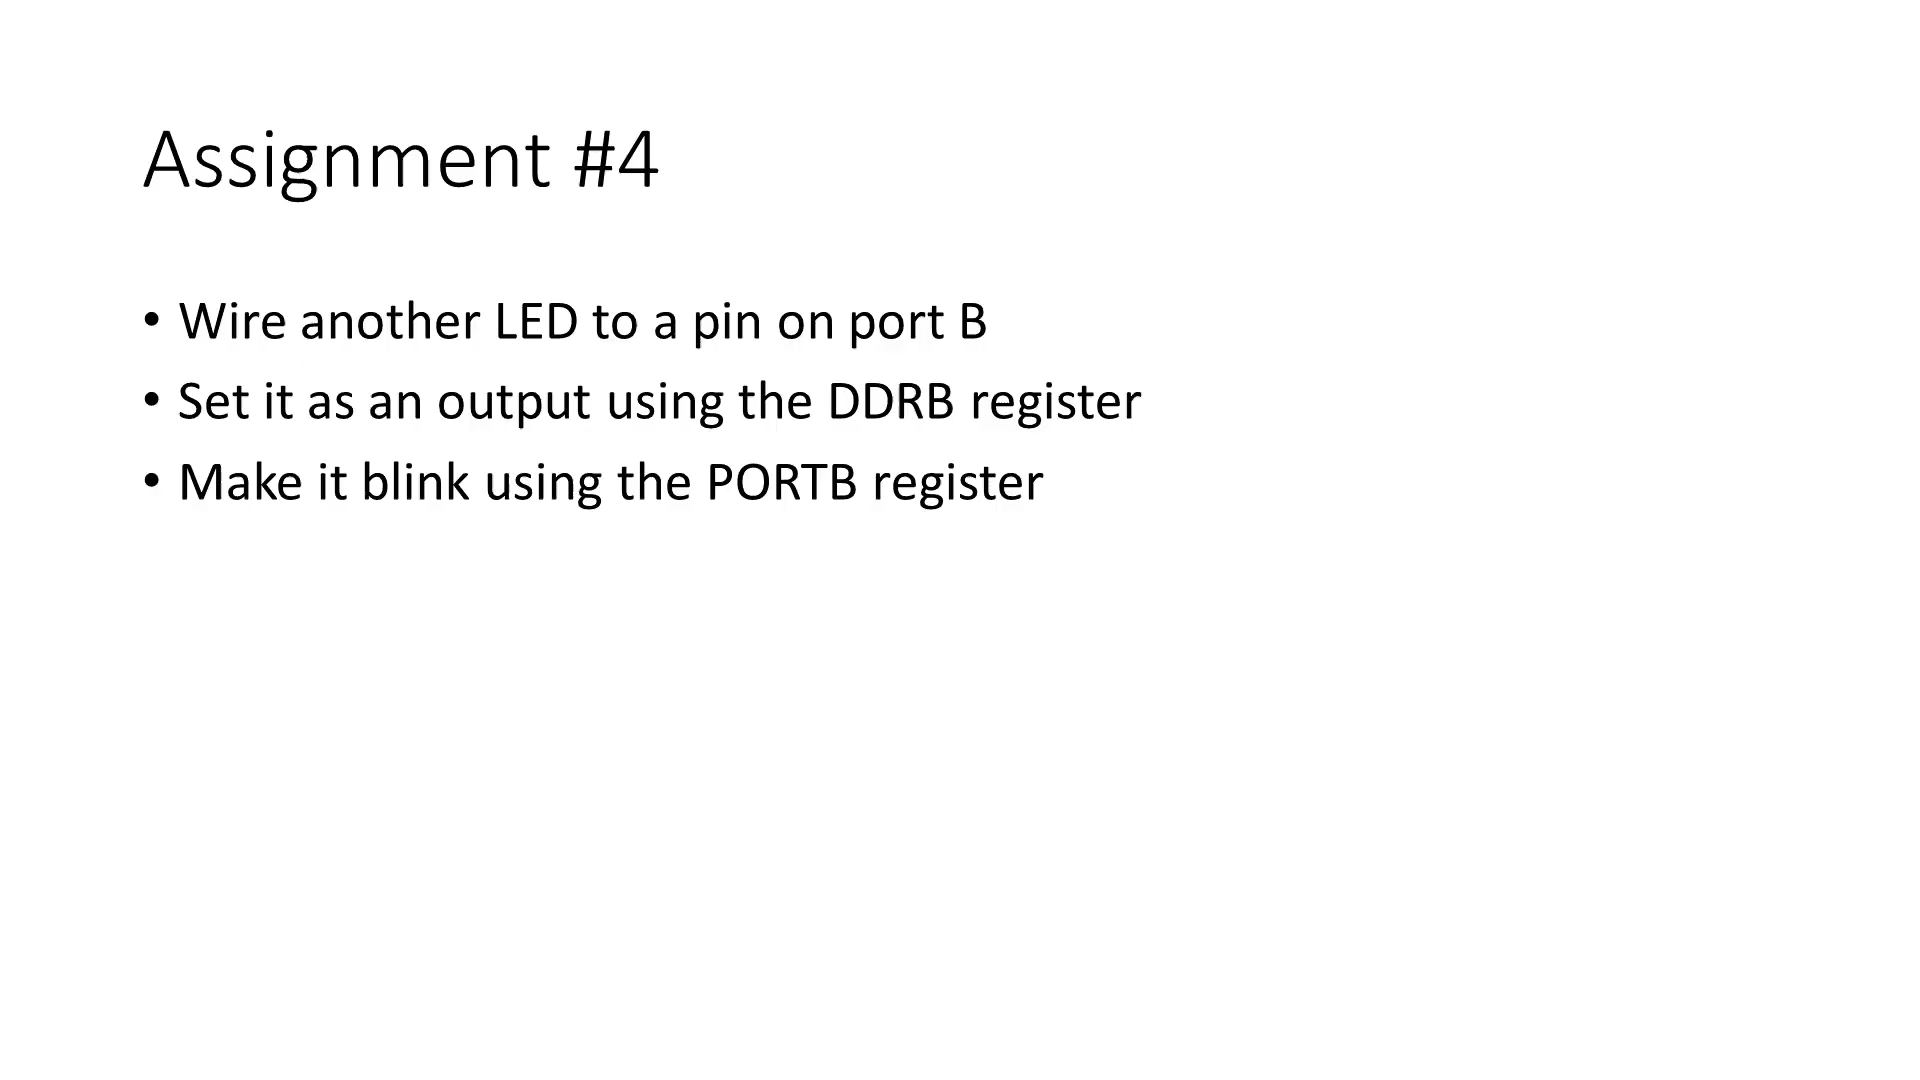 Assignment #4
• Wire another LED to a pin on port B
• Set it as an output using the DDRB register
• Make it blink using the PORTB register